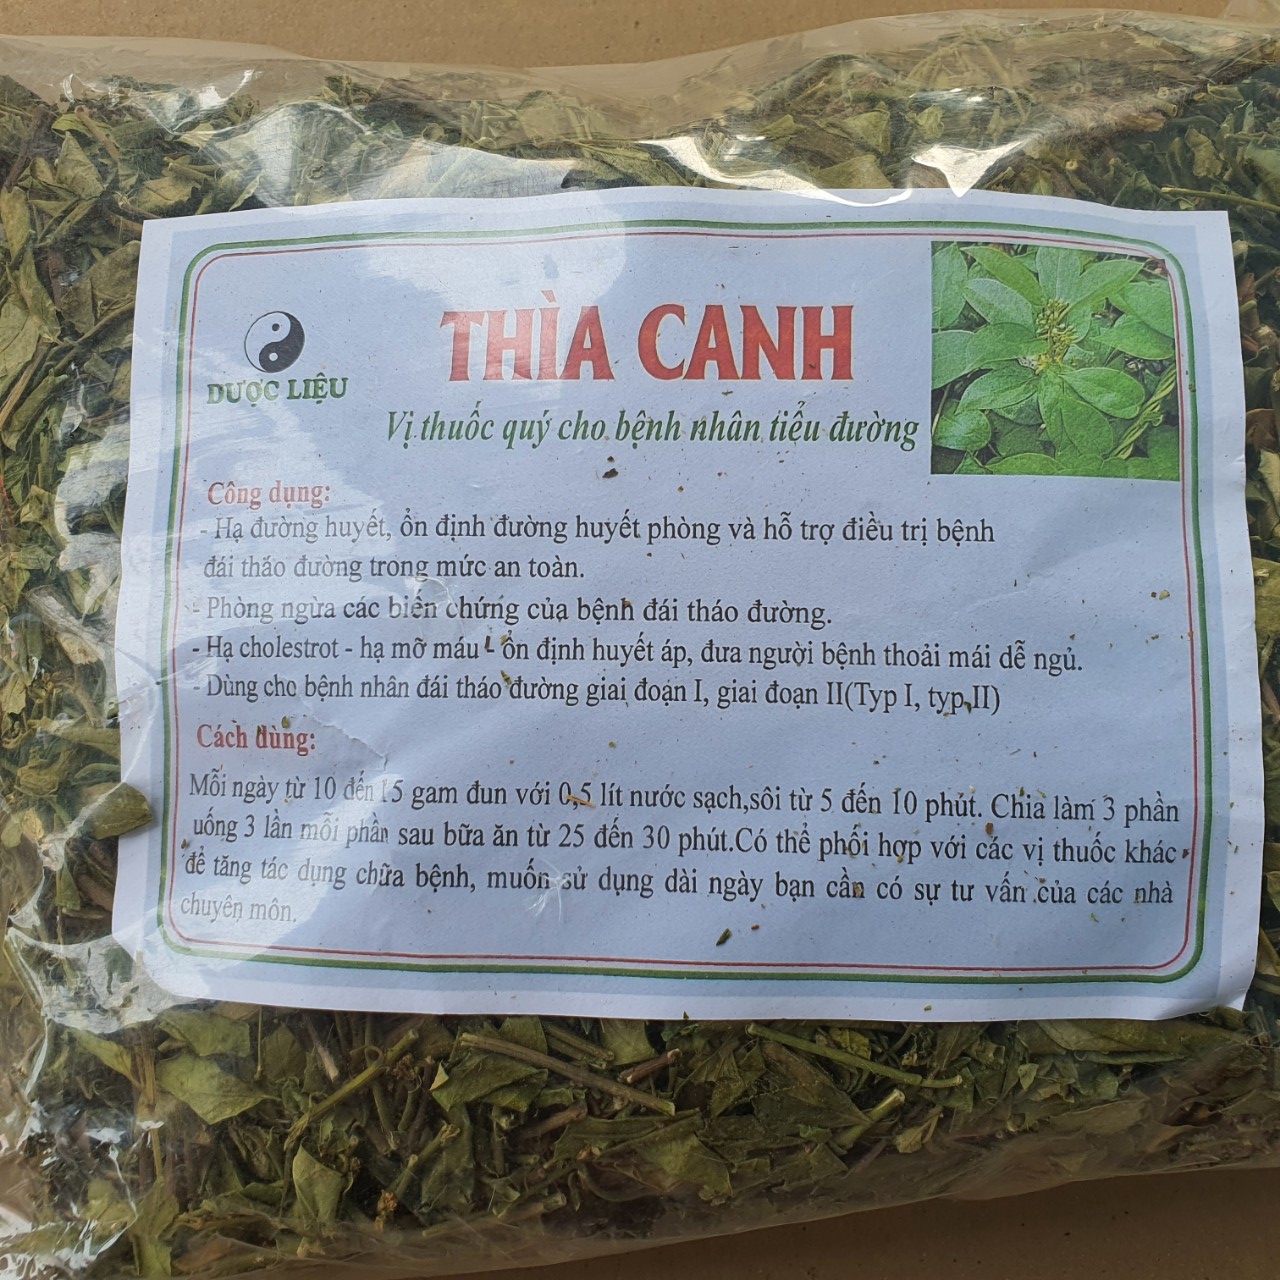 THÌA CANH
DƯỢC LIỆU
Vị thuốc quý cho bệnh nhân tiểu đường
Công dụng:
- Hạ đường huyết, ổn định đường huyết phòng và hỗ trợ điều trị bệnh
đái tháo đường trong mức an toàn.
- Phòng ngừa các biến chứng của bệnh đái tháo đường.
- Hạ cholestrot - hạ mỡ máu - ổn định huyết áp, đưa người bệnh thoải mái dễ ngủ.
- Dùng cho bệnh nhân đái tháo đường giai đoạn I, giai đoạn II(Typ I, typ II)
Cách dùng:
Mỗi ngày từ 10 đến 15 gam đun với 0,5 lít nước sạch,sôi từ 5 đến 10 phút. Chia làm 3 phần
uống 3 lần mỗi phần sau bữa ăn từ 25 đến 30 phút.Có thể phối hợp với các vị thuốc khác
để tăng tác dụng chữa bệnh, muốn sử dụng dài ngày bạn cần có sự tư vấn của các nhà
chuyên môn.